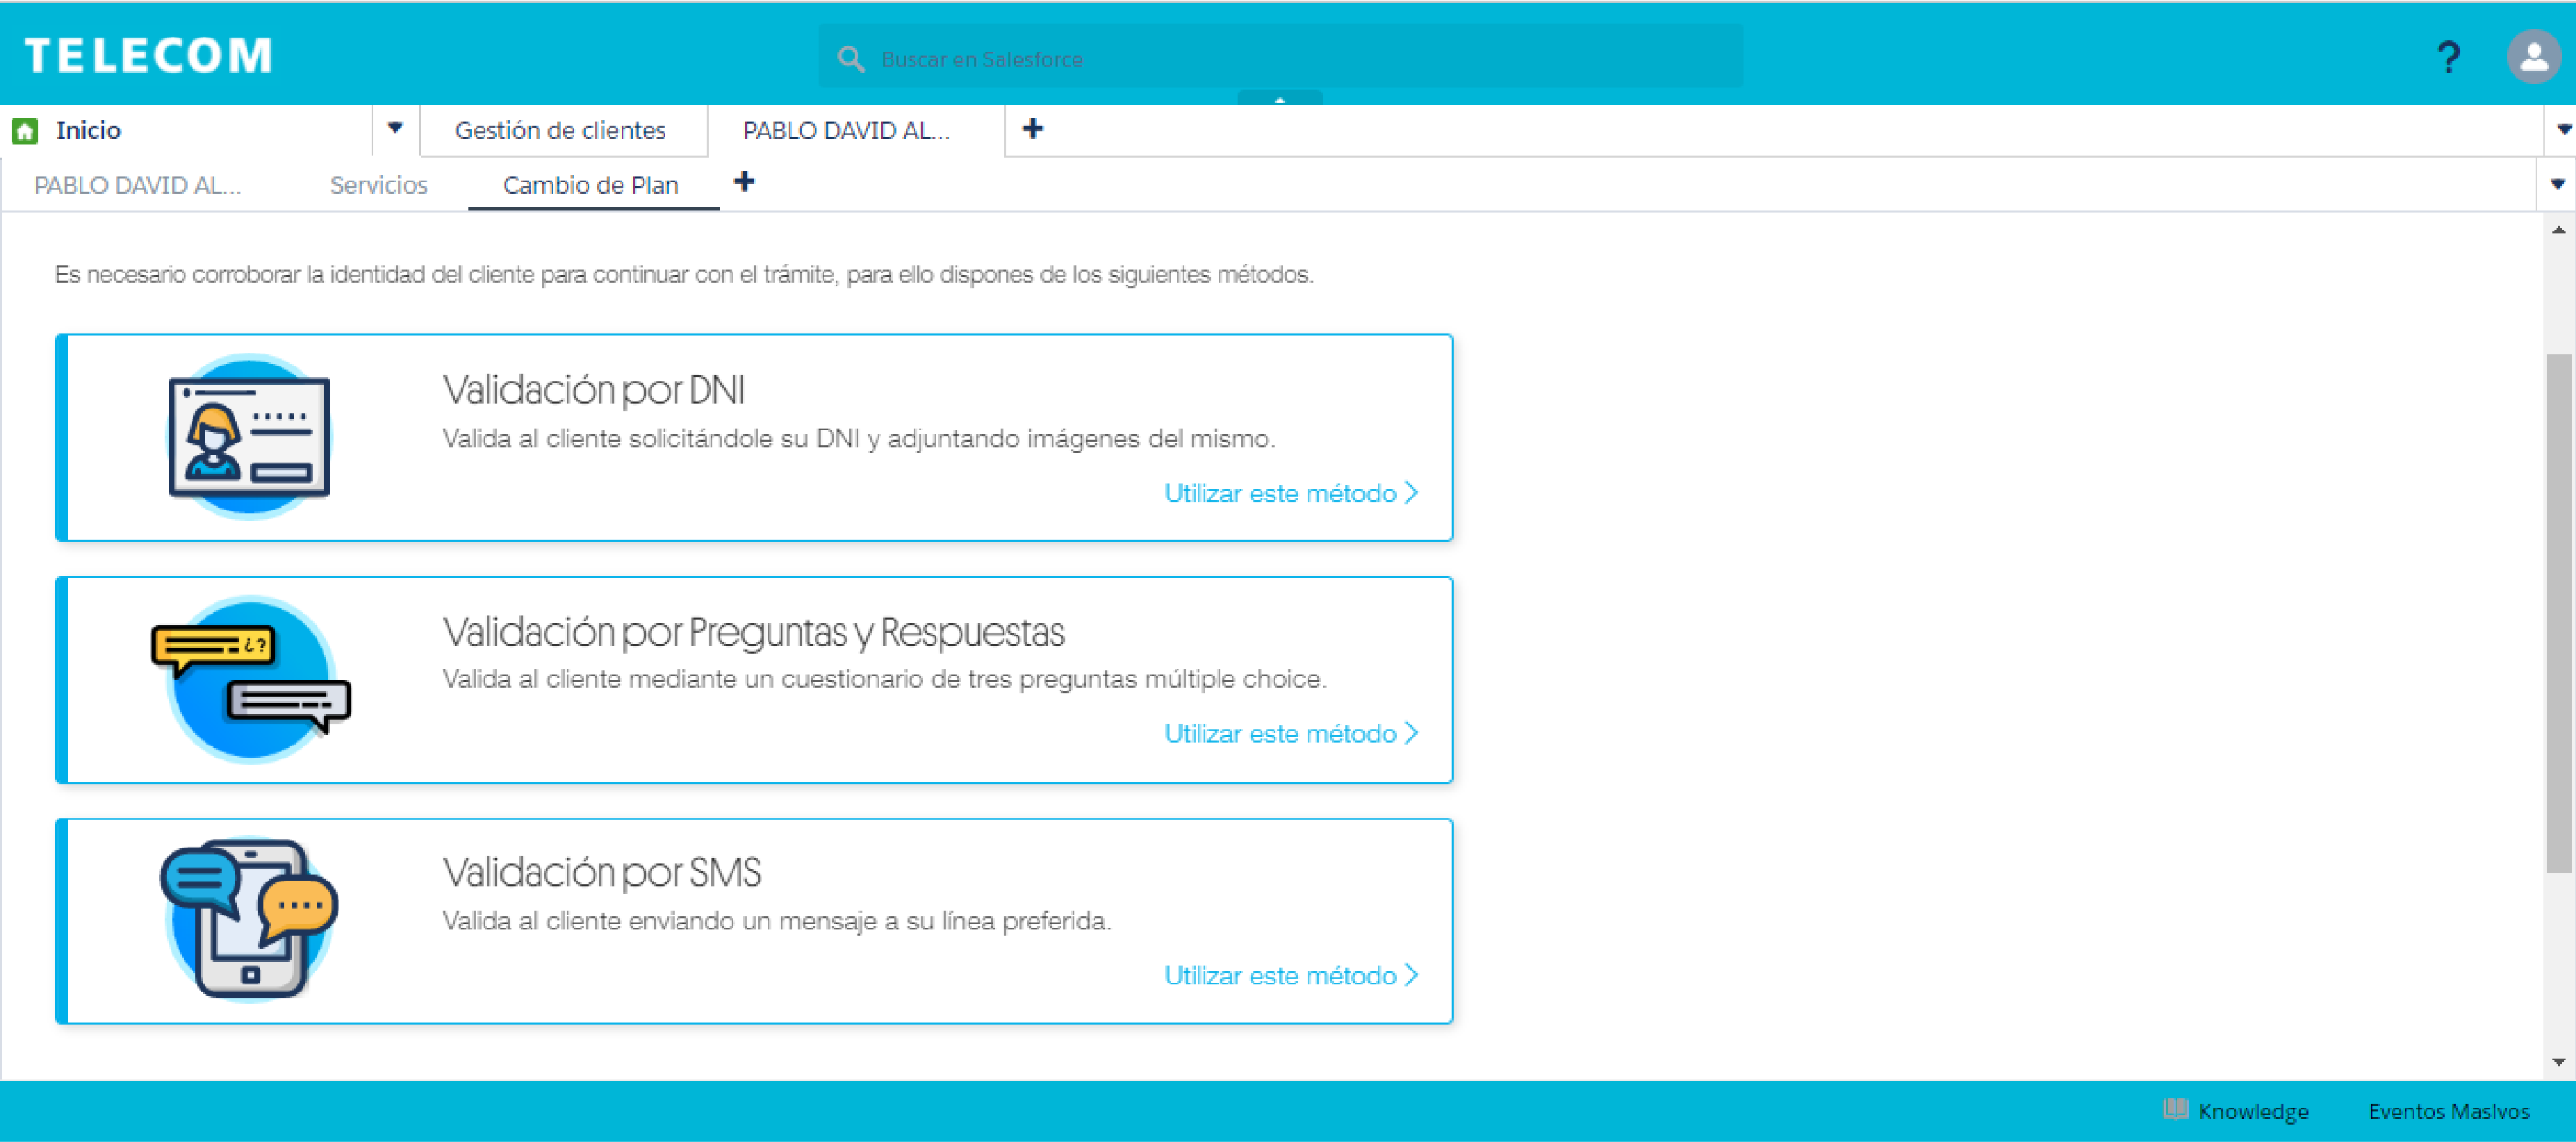 TELECOM
Buscar en Salesforce
?
Inicio
Gestión de clientes
PABLO DAVID AL...
PABLO DAVID AL...
Servicios
Cambio de Plan
Es necesario corroborar la identidad del cliente para continuar con el trámite, para ello dispones de los siguientes métodos.
Validación por DNI
Valida al cliente solicitándole su DNI y adjuntando imágenes del mismo.
Utilizar este método
¿?
Validación por Preguntas y Respuestas
Valida al cliente mediante un cuestionario de tres preguntas múltiple choice.
Utilizar este método
Validación por SMS
Valida al cliente enviando un mensaje a su línea preferida.
Utilizar este método
Knowledge
Eventos MasIvos